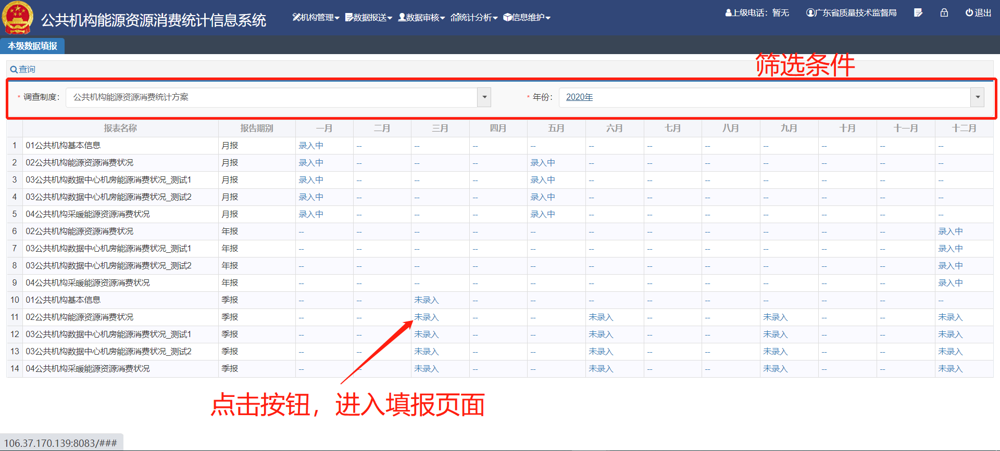 公共机构能源资源消费统计信息系统 机构管理 数据报送 数据审核 统计分析 信息维护 上级电话：暂无 广东省质量技术监督局 退出
本级数据填报
查询 筛选条件
* 调查制度： 公共机构能源资源消费统计方案 * 年份： 2020年
报表名称 报告期别 一月 二月 三月 四月 五月 六月 七月 八月 九月 十月 十一月 十二月
1 01公共机构基本信息 月报 录入中 -- -- -- -- -- -- -- -- -- -- --
2 02公共机构能源资源消费状况 月报 录入中 -- -- -- 录入中 -- -- -- -- -- -- --
3 03公共机构数据中心机房能源消费状况_测试1 月报 录入中 -- -- -- 录入中 -- -- -- -- -- -- --
4 03公共机构数据中心机房能源消费状况_测试2 月报 录入中 -- -- -- 录入中 -- -- -- -- -- -- --
5 04公共机构采暖能源资源消费状况 月报 录入中 -- -- -- 录入中 -- -- -- -- -- -- --
6 02公共机构能源资源消费状况 年报 -- -- -- -- -- -- -- -- -- -- -- 录入中
7 03公共机构数据中心机房能源消费状况_测试1 年报 -- -- -- -- -- -- -- -- -- -- -- 录入中
8 03公共机构数据中心机房能源消费状况_测试2 年报 -- -- -- -- -- -- -- -- -- -- -- 录入中
9 04公共机构采暖能源资源消费状况 年报 -- -- -- -- -- -- -- -- -- -- -- 录入中
10 01公共机构基本信息 季报 -- -- 未录入 -- -- -- -- -- -- -- -- --
11 02公共机构能源资源消费状况 季报 -- -- 未录入 -- -- 未录入 -- -- 未录入 -- -- 未录入
12 03公共机构数据中心机房能源消费状况_测试1 季报 -- -- 未录入 -- -- 未录入 -- -- 未录入 -- -- 未录入
13 03公共机构数据中心机房能源消费状况_测试2 季报 -- -- 未录入 -- -- 未录入 -- -- 未录入 -- -- 未录入
14 04公共机构采暖能源资源消费状况 季报 -- -- 未录入 -- -- 未录入 -- -- 未录入 -- -- 未录入
点击按钮，进入填报页面
106.37.170.139:8083/###